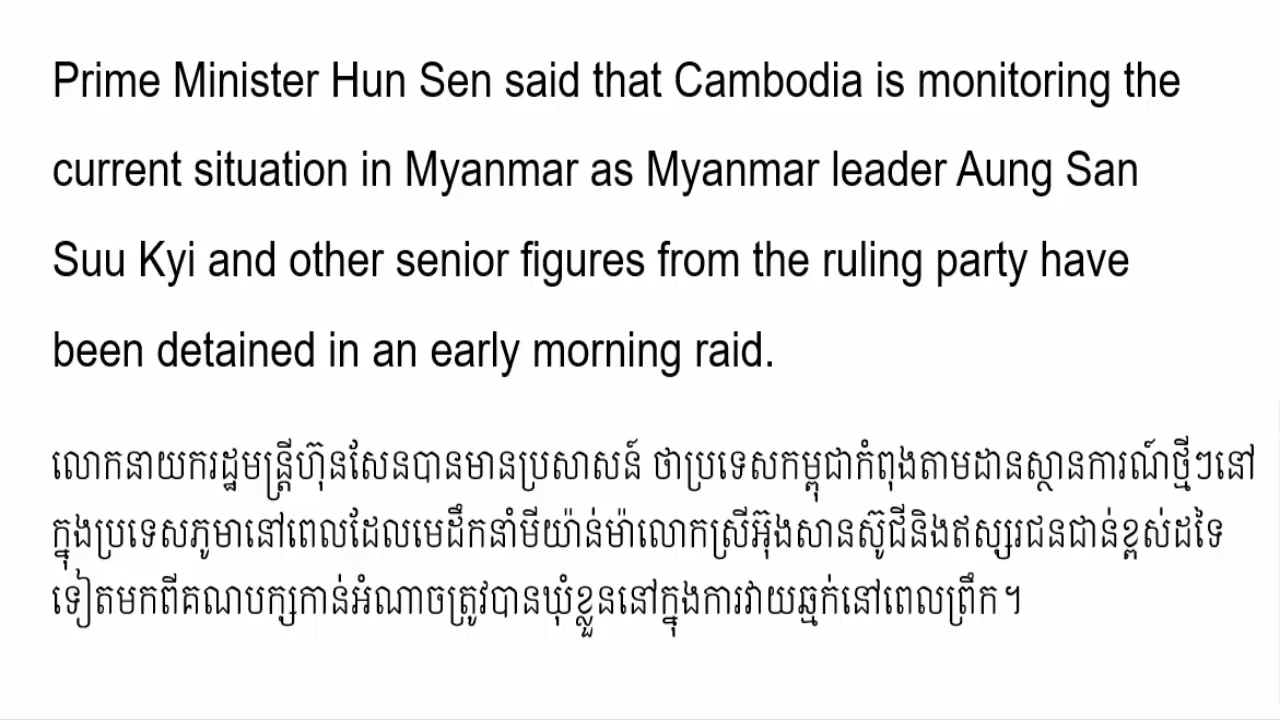 Prime Minister Hun Sen said that Cambodia is monitoring the
current situation in Myanmar as Myanmar leader Aung San
Suu Kyi and other senior figures from the ruling party have
been detained in an early morning raid.
លោកនាយករដ្ឋមន្ត្រីហ៊ុនសែនបានមានប្រសាសន៍ ថាប្រទេសកម្ពុជាកំពុងតាមដានស្ថានការណ៍ថ្មីៗនៅ
ក្នុងប្រទេសភូមានៅពេលដែលមេដឹកនាំមីយ៉ាន់ម៉ាលោកស្រីអ៊ុងសានស៊ូជីនិងឥស្សរជនជាន់ខ្ពស់ដទៃ
ទៀតមកពីគណបក្សកាន់អំណាចត្រូវបានឃុំខ្លួននៅក្នុងការវាយឆ្មក់នៅពេលព្រឹក។